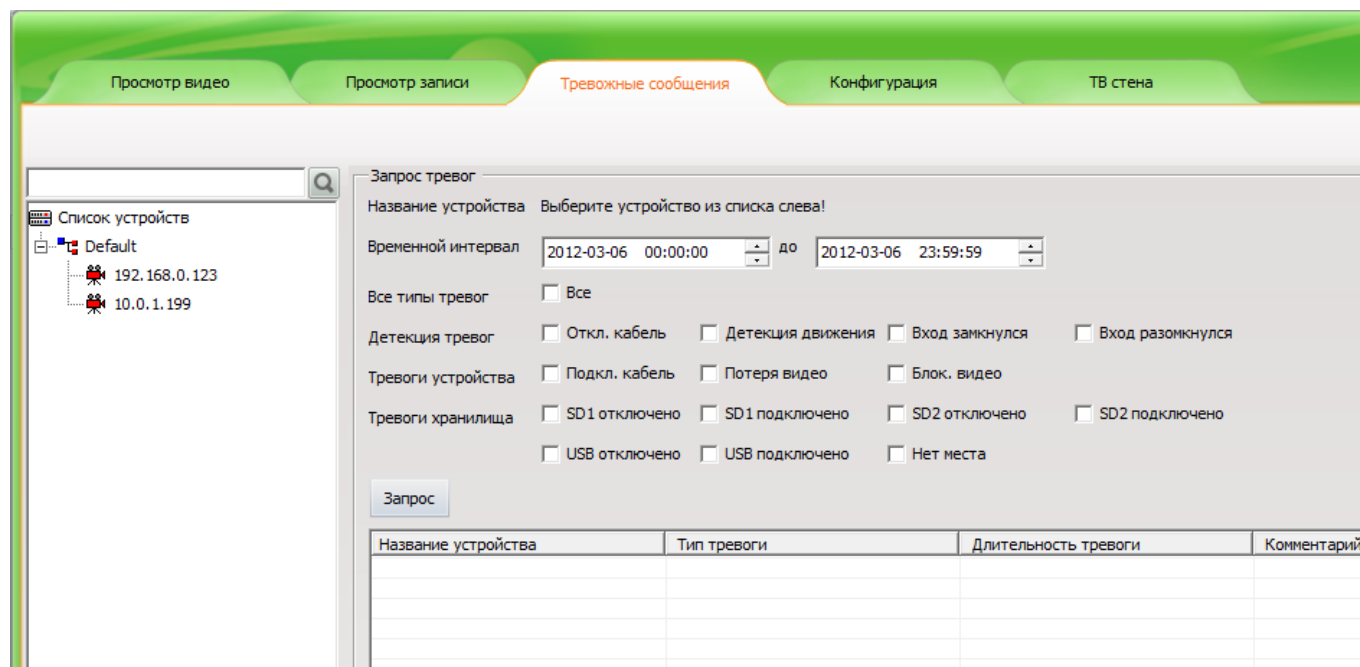 Просмотр видео Просмотр записи Тревожные сообщения Конфигурация ТВ стена
Список устройств
Default
192.168.0.123
10.0.1.199
Запрос тревог
Название устройства Выберите устройство из списка слева!
Временной интервал 2012-03-06 00:00:00 до 2012-03-06 23:59:59
Все типы тревог Все
Детекция тревог Откл. кабель Детекция движения Вход замкнулся Вход разомкнулся
Тревоги устройства Подкл. кабель Потеря видео Блок. видео
Тревоги хранилища SD1 отключено SD1 подключено SD2 отключено SD2 подключено
USB отключено USB подключено Нет места
Запрос
Название устройства Тип тревоги Длительность тревоги Комментарий